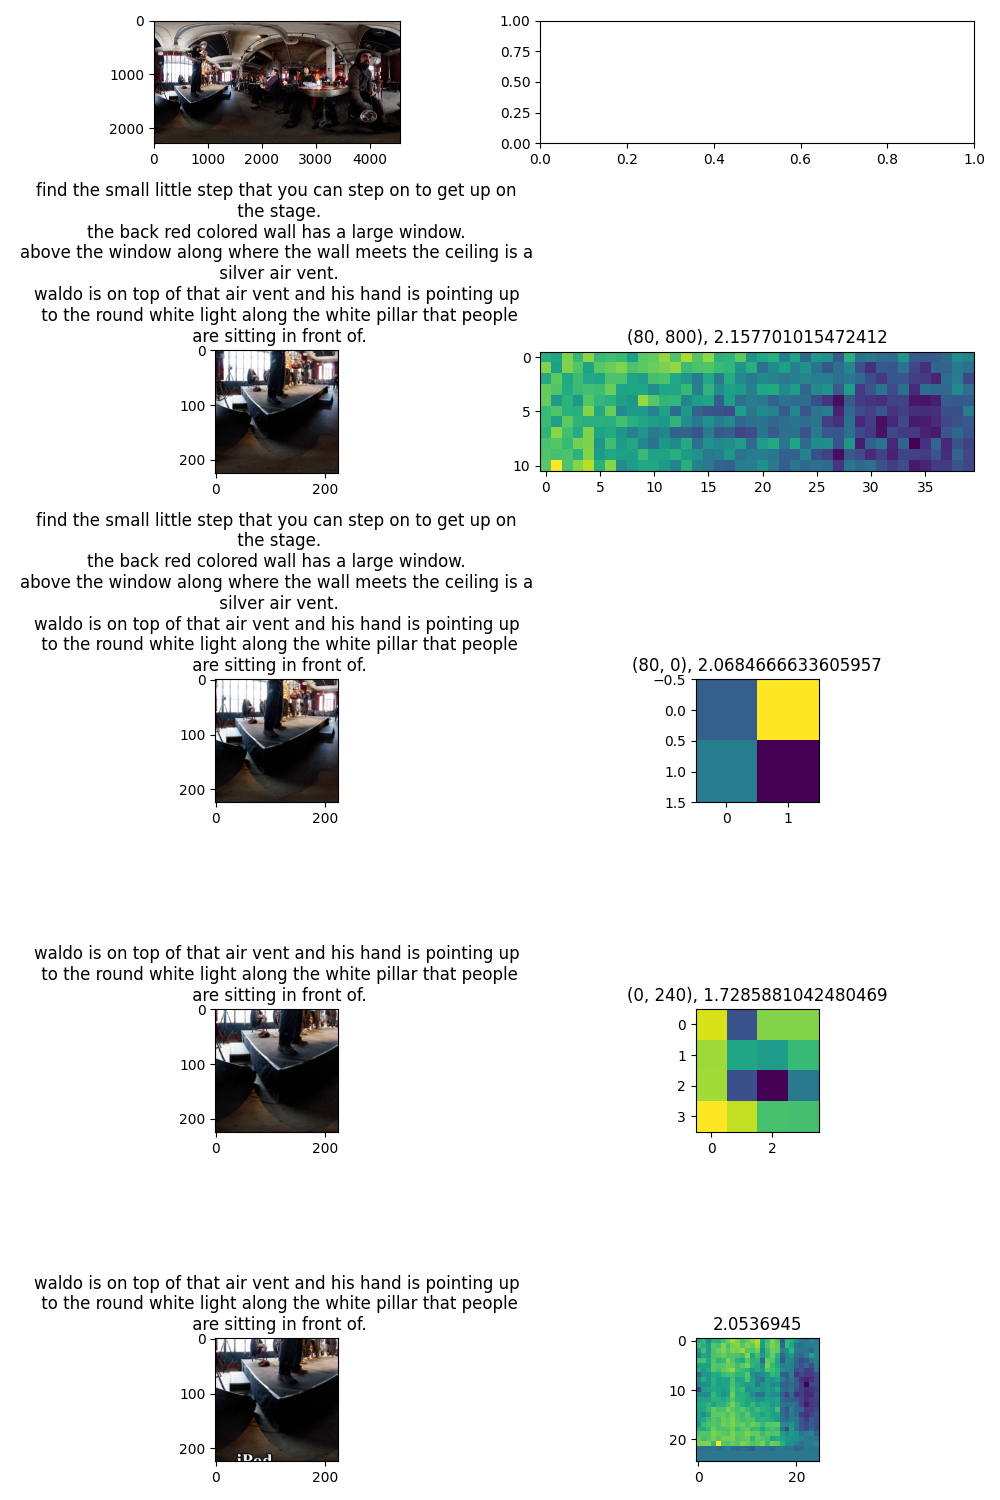 0
1000
2000
0 1000 2000 3000 4000
1.00
0.75
0.50
0.25
0.00
0.0 0.2 0.4 0.6 0.8 1.0
find the small little step that you can step on to get up on
the stage.
the back red colored wall has a large window.
above the window along where the wall meets the ceiling is a
silver air vent.
waldo is on top of that air vent and his hand is pointing up
to the round white light along the white pillar that people
are sitting in front of.
0
100
200
0 200
(80, 800), 2.157701015472412
0
5
10
0 5 10 15 20 25 30 35
find the small little step that you can step on to get up on
the stage.
the back red colored wall has a large window.
above the window along where the wall meets the ceiling is a
silver air vent.
waldo is on top of that air vent and his hand is pointing up
to the round white light along the white pillar that people
are sitting in front of.
0
100
200
0 200
(80, 0), 2.0684666633605957
−0.5
0.0
0.5
1.0
1.5
0 1
waldo is on top of that air vent and his hand is pointing up
to the round white light along the white pillar that people
are sitting in front of.
0
100
200
0 200
(0, 240), 1.7285881042480469
0
1
2
3
0 2
waldo is on top of that air vent and his hand is pointing up
to the round white light along the white pillar that people
are sitting in front of.
0
100
200
0 200
iPod
2.0536945
0
10
20
0 20